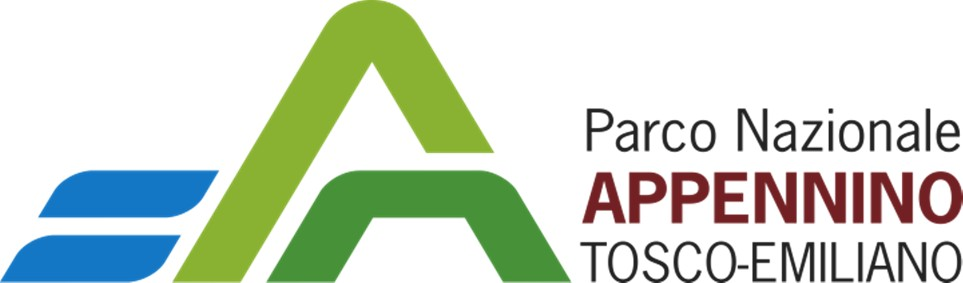 Parco Nazionale
APPENNINO
TOSCO-EMILIANO